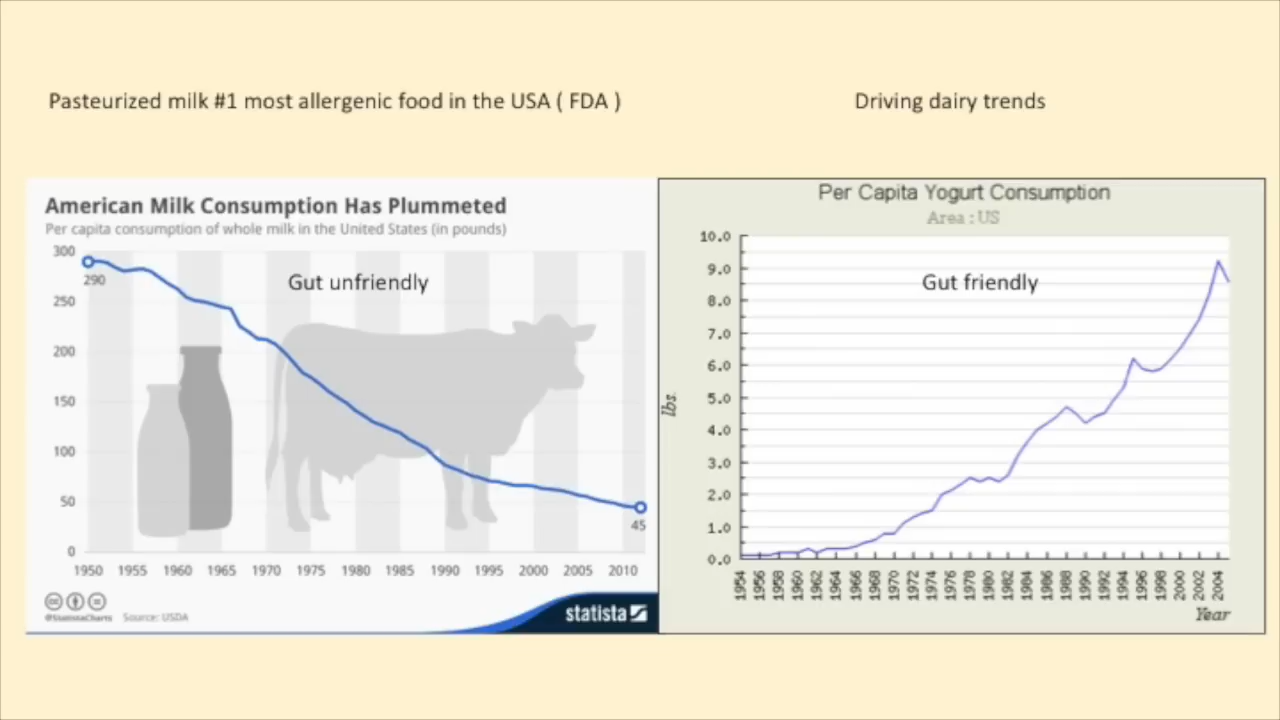 Pasteurized milk #1 most allergenic food in the USA ( FDA )
Driving dairy trends
American Milk Consumption Has Plummeted
Per capita consumption of whole milk in the United States (in pounds)
Gut unfriendly
300
250
200
150
100
50
0
290
45
1950 1955 1960 1965 1970 1975 1980 1985 1990 1995 2000 2005 2010
@StatistaCharts Source: USDA
statista
Per Capita Yogurt Consumption
Area : US
Gut friendly
10.0
9.0
8.0
7.0
6.0
5.0
4.0
3.0
2.0
1.0
0.0
lbs.
1954 1956 1958 1960 1962 1964 1966 1968 1970 1972 1974 1976 1978 1980 1982 1984 1986 1988 1990 1992 1994 1996 1998 2000 2002 2004
Year